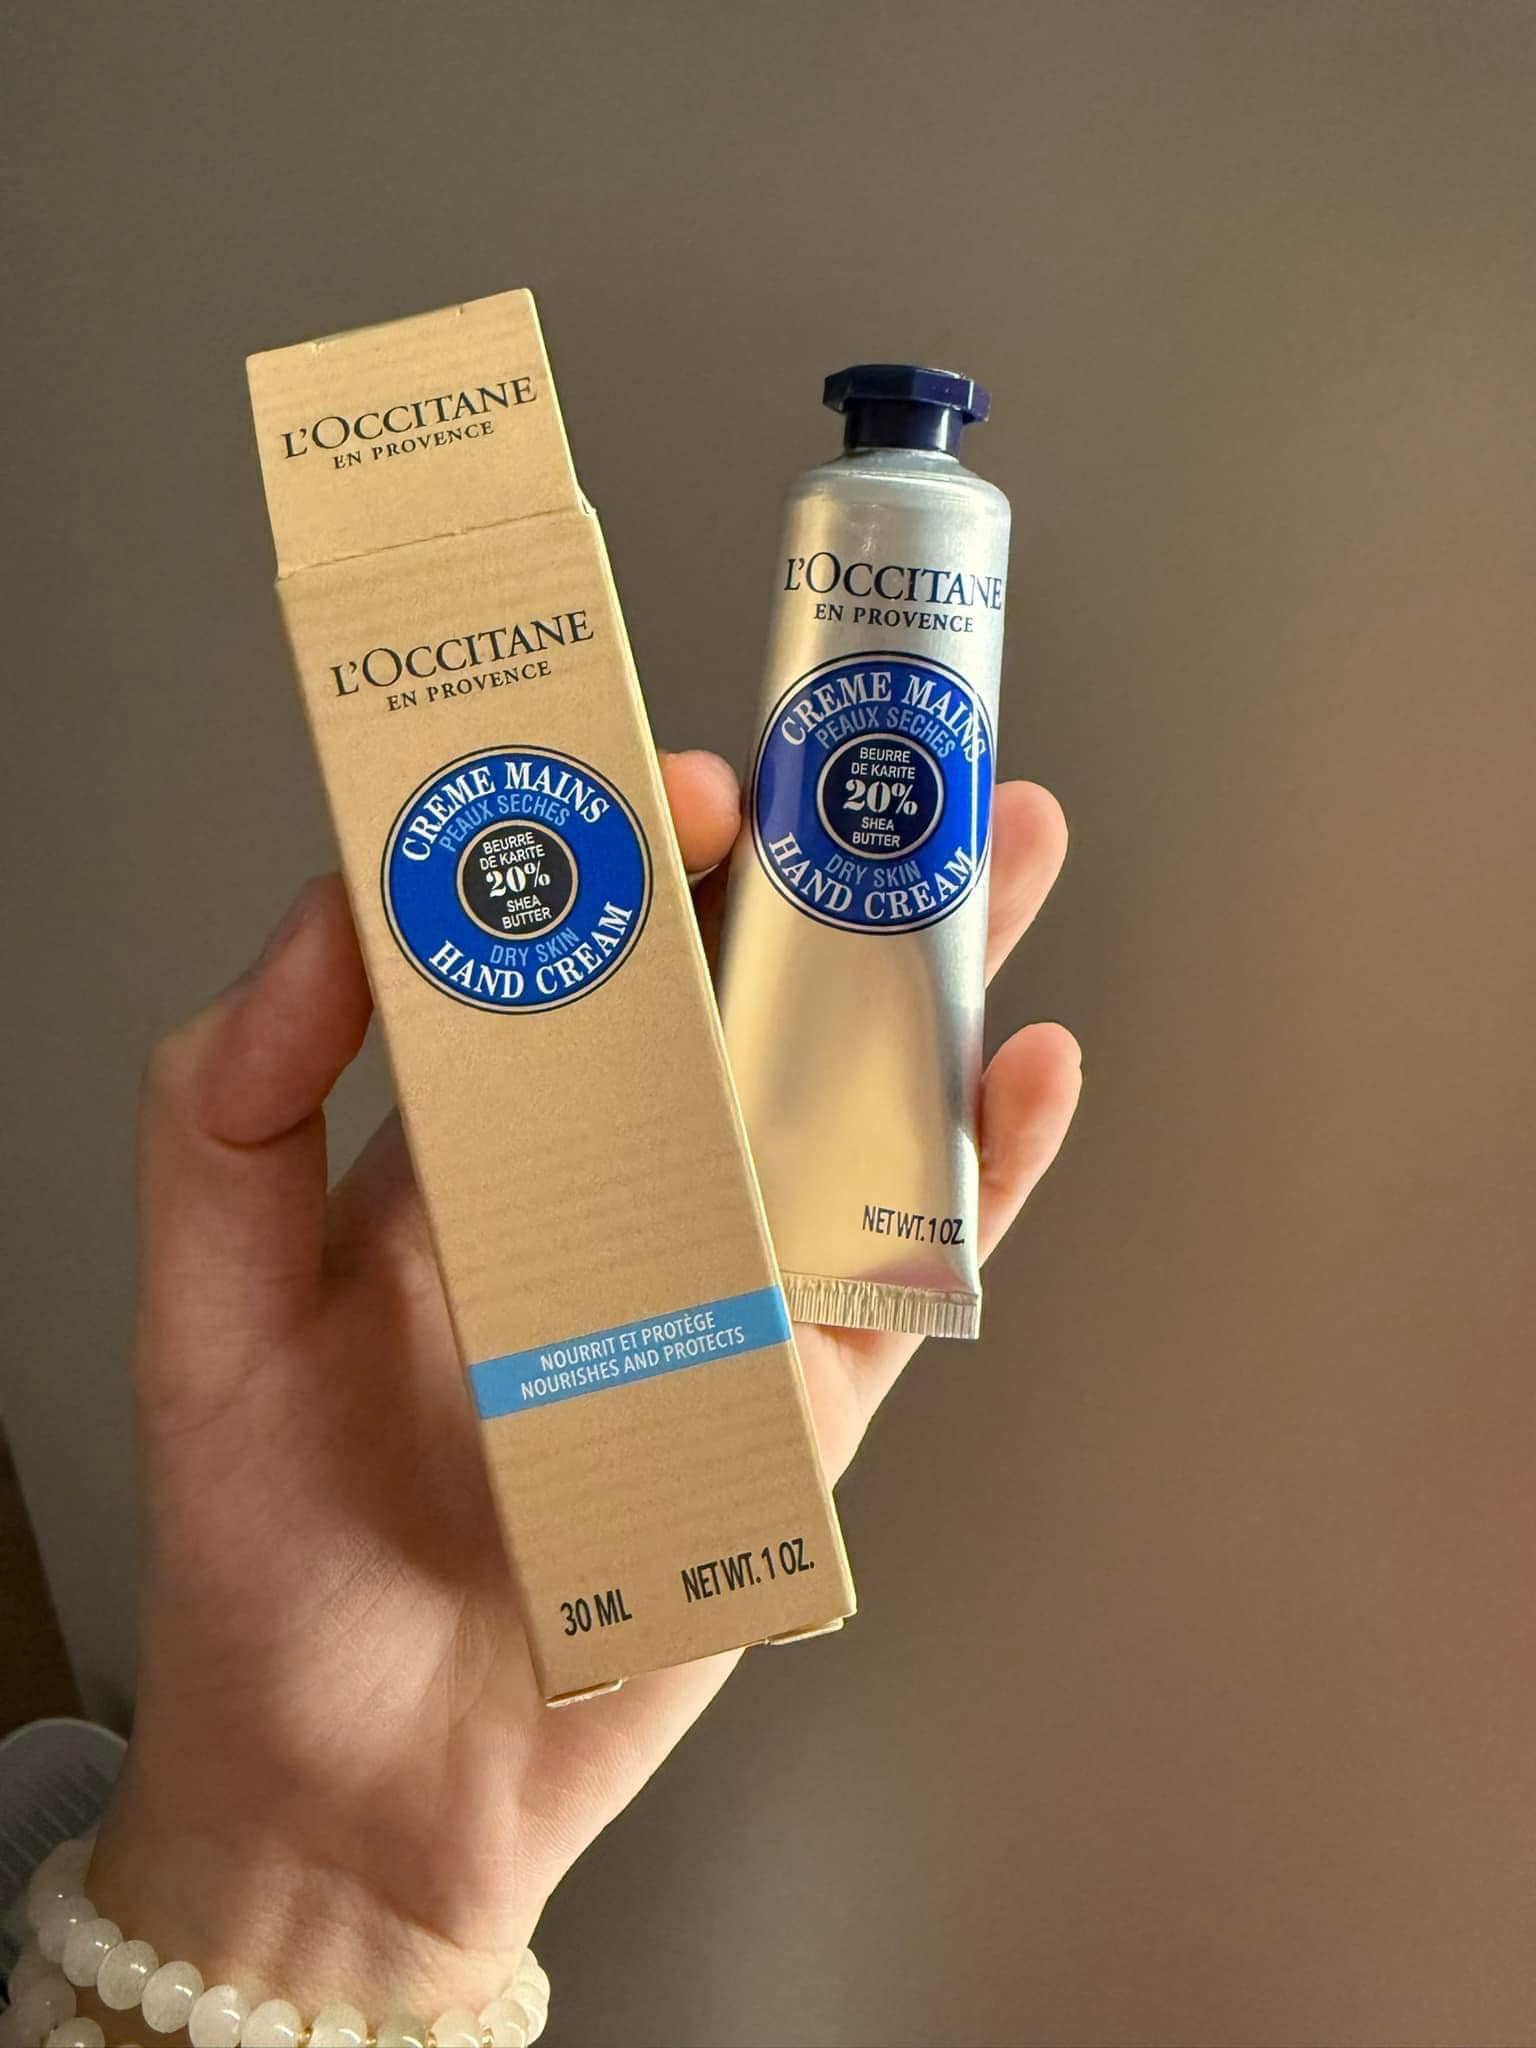 L'OCCITANE
EN PROVENCE
L'OCCITANE
EN PROVENCE
CREME MAINS
PEAUX SECHES
BEURRE
DE KARITE
20%
SHEA
BUTTER
DRY SKIN
HAND CREAM
NOURRIT ET PROTÈGE
NOURISHES AND PROTECTS
30 ML NET WT. 1 OZ.
L'OCCITANE
EN PROVENCE
CREME MAINS
PEAUX SECHES
BEURRE
DE KARITE
20%
SHEA
BUTTER
DRY SKIN
HAND CREAM
NET WT. 1 OZ.